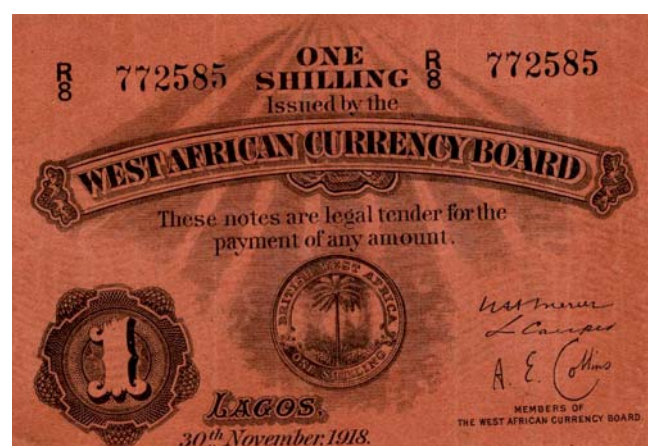 R/8 772585 ONE SHILLING R/8 772585
Issued by the
WEST AFRICAN CURRENCY BOARD
These notes are legal tender for the
payment of any amount.
BRITISH WEST AFRICA
ONE SHILLING
1
LAGOS,
30th November, 1918.
A. E. Collins
MEMBERS OF
THE WEST AFRICAN CURRENCY BOARD.